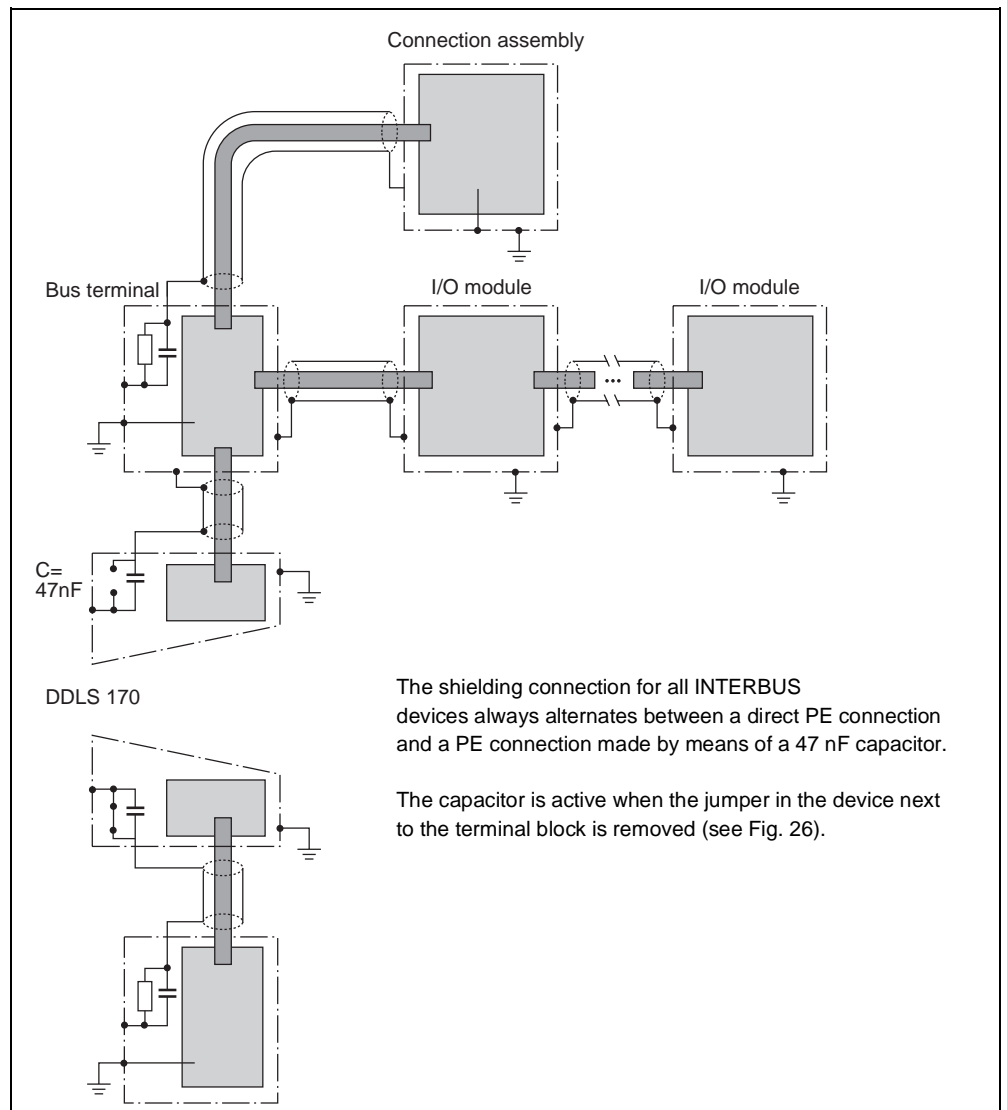 Connection assembly
Bus terminal
I/O module
I/O module
...
C=
47nF
DDLS 170
The shielding connection for all INTERBUS
devices always alternates between a direct PE connection
and a PE connection made by means of a 47 nF capacitor.
The capacitor is active when the jumper in the device next
to the terminal block is removed (see Fig. 26).